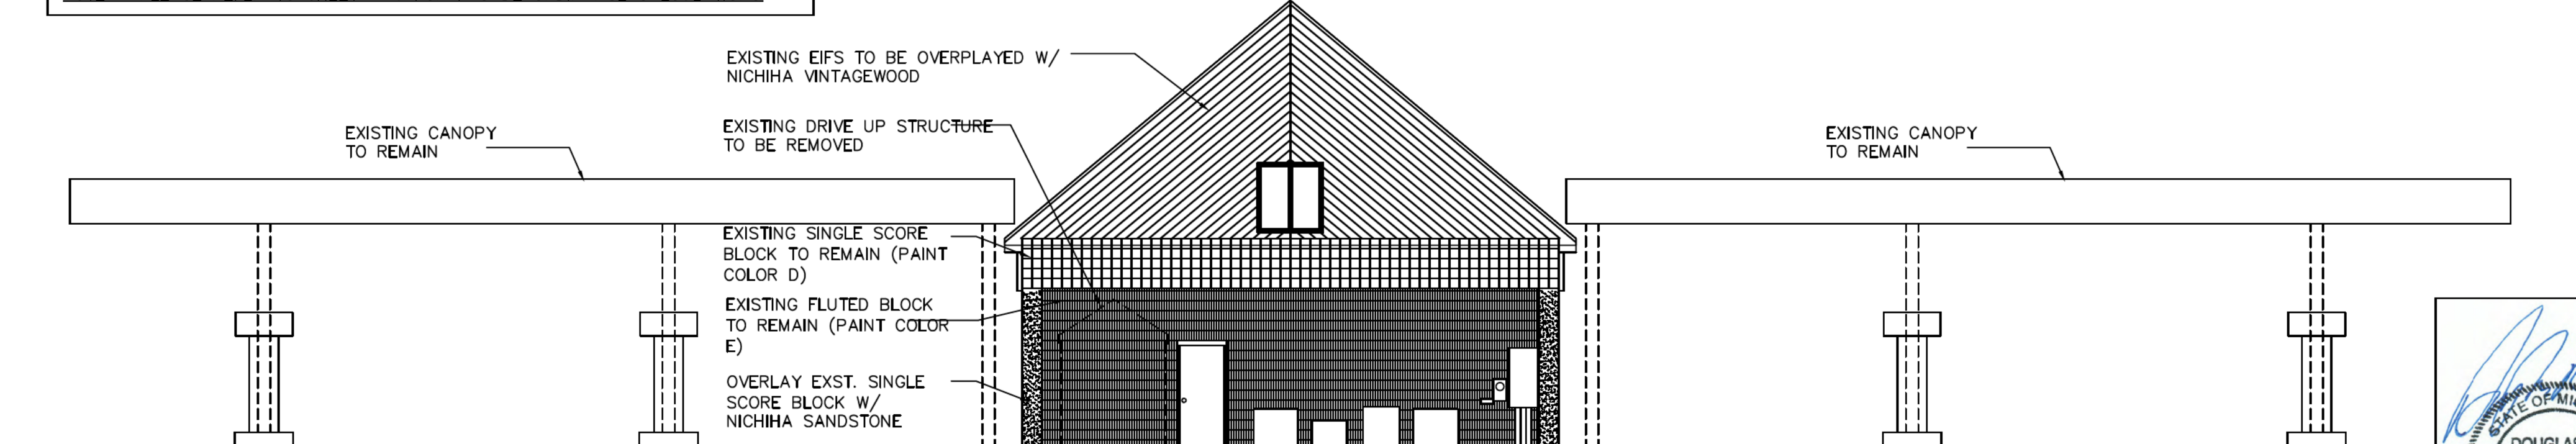 EXISTING EIFS TO BE OVERPLAYED W/
NICHIHA VINTAGEWOOD
EXISTING DRIVE UP STRUCTURE
TO BE REMOVED
EXISTING CANOPY
TO REMAIN
EXISTING CANOPY
TO REMAIN
EXISTING SINGLE SCORE
BLOCK TO REMAIN (PAINT
COLOR D)
EXISTING FLUTED BLOCK
TO REMAIN (PAINT COLOR
E)
OVERLAY EXST. SINGLE
SCORE BLOCK W/
NICHIHA SANDSTONE
STATE OF